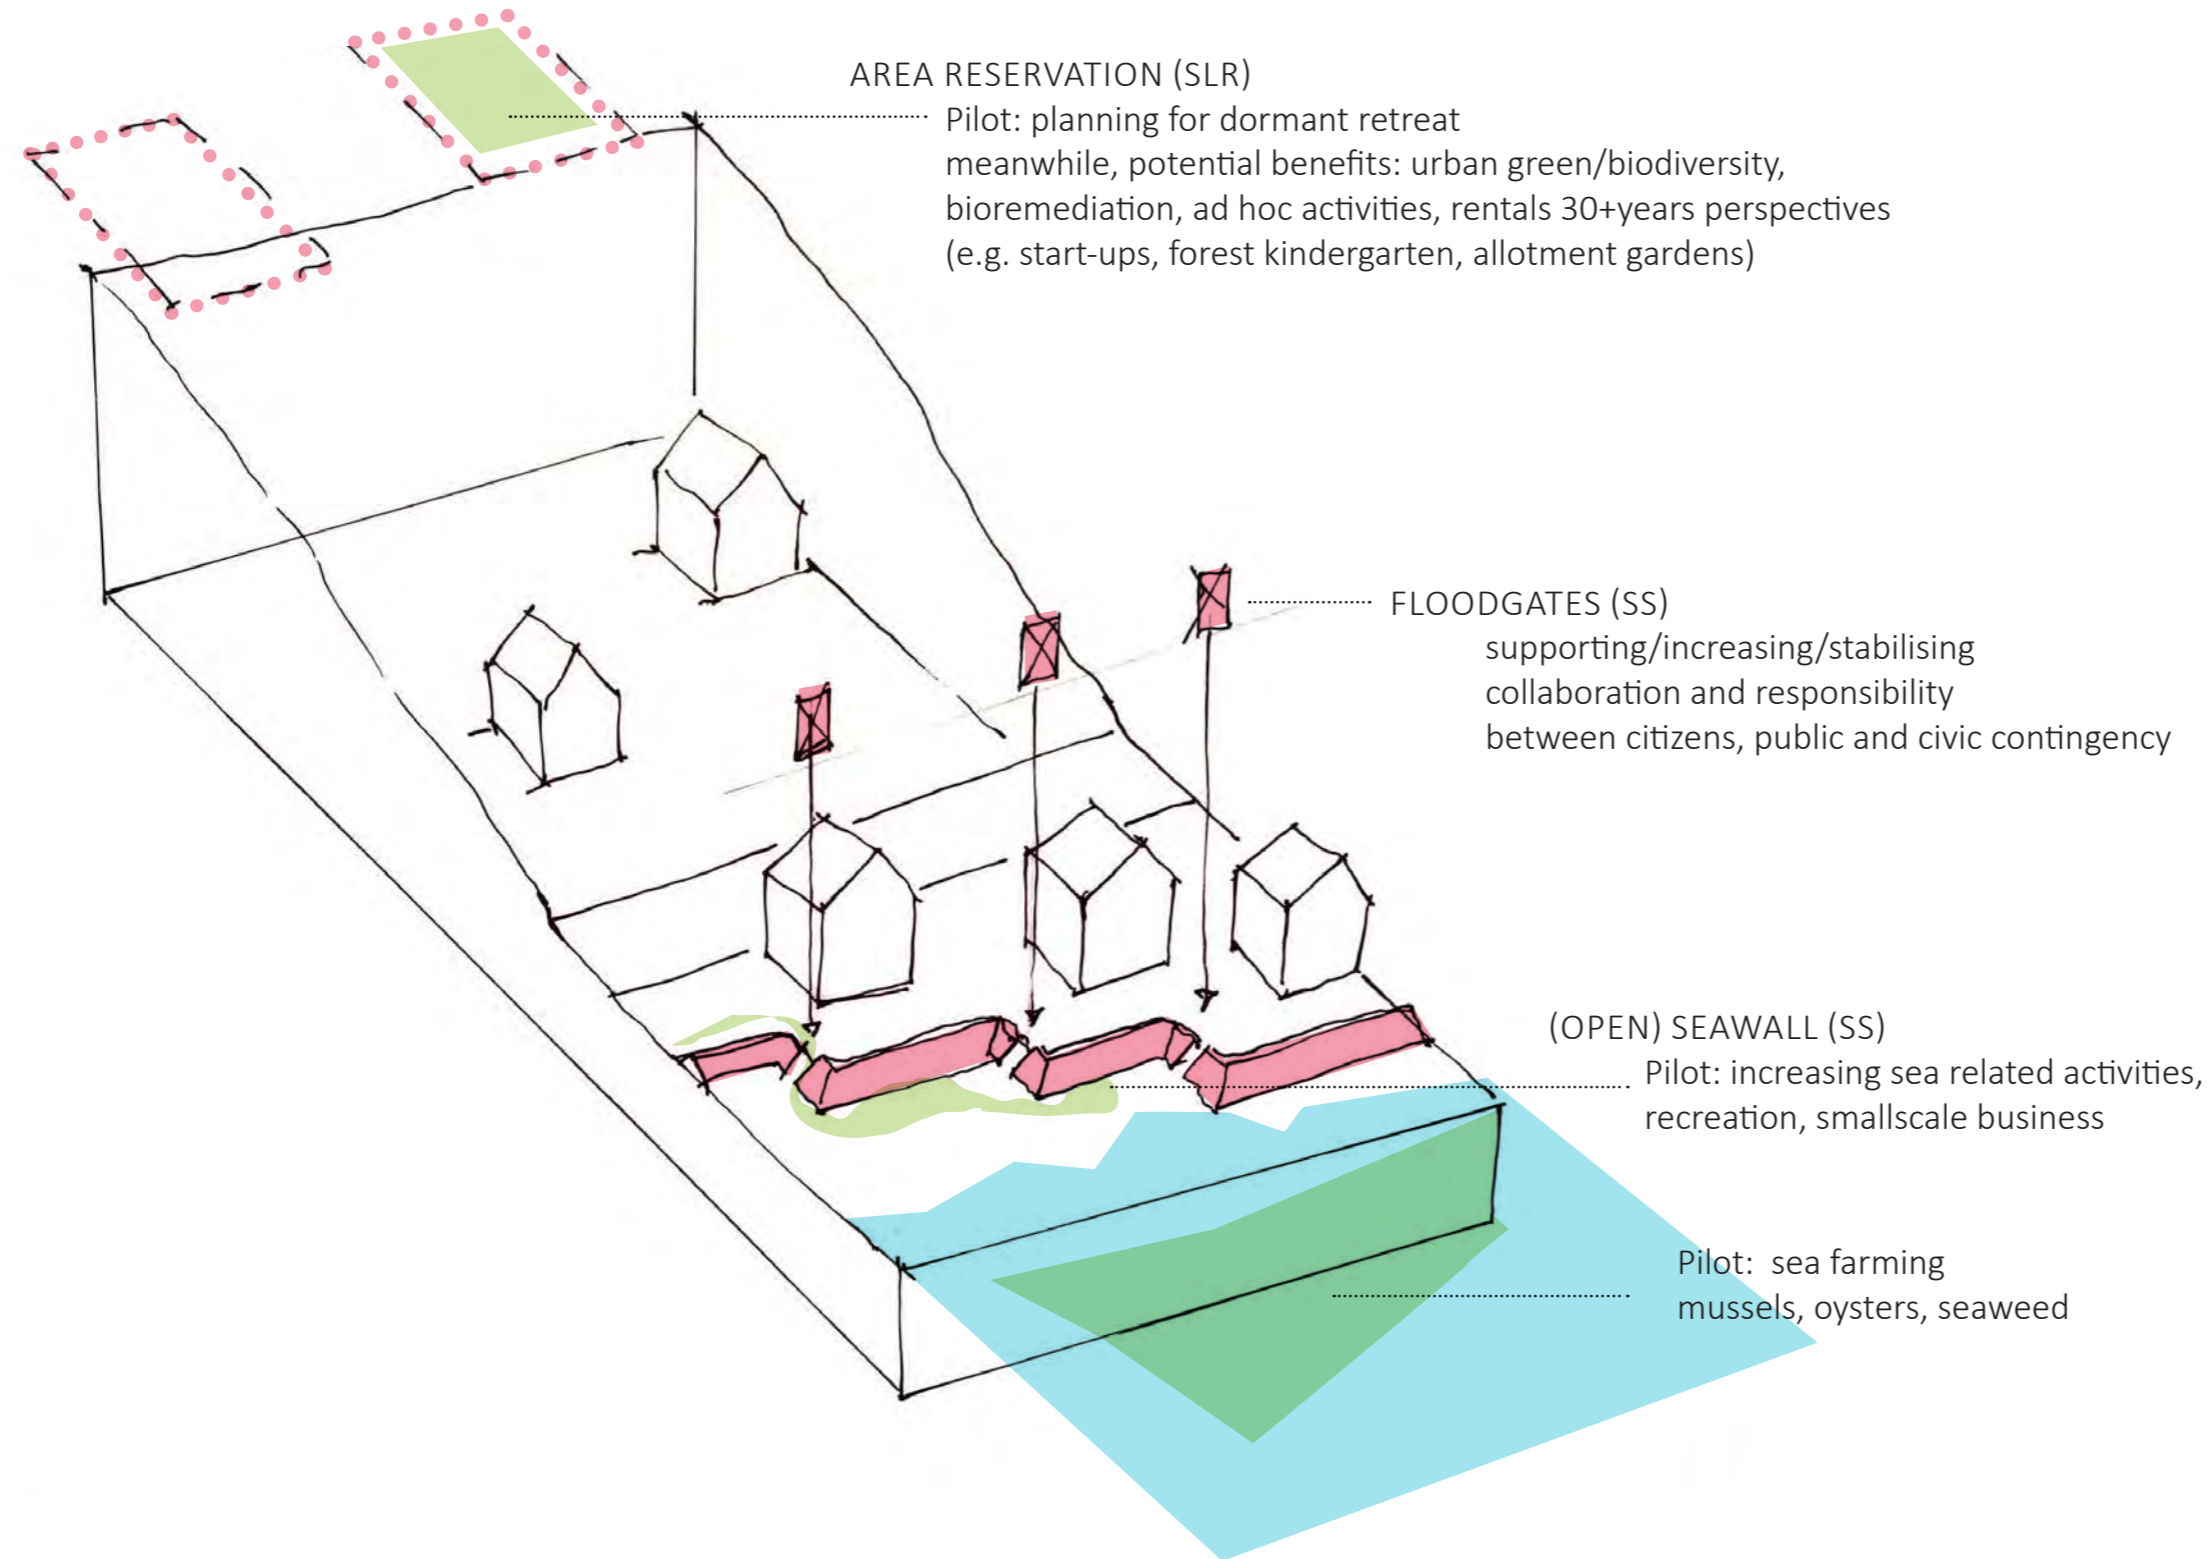 AREA RESERVATION (SLR)
Pilot: planning for dormant retreat
meanwhile, potential benefits: urban green/biodiversity,
bioremediation, ad hoc activities, rentals 30+years perspectives
(e.g. start-ups, forest kindergarten, allotment gardens)
FLOODGATES (SS)
supporting/increasing/stabilising
collaboration and responsibility
between citizens, public and civic contingency
(OPEN) SEAWALL (SS)
Pilot: increasing sea related activities,
recreation, smallscale business
Pilot:  sea farming
mussels, oysters, seaweed